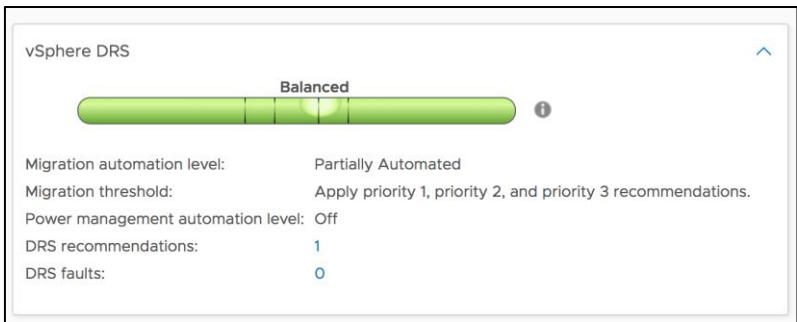 vSphere DRS
Balanced
Migration automation level: Partially Automated
Migration threshold: Apply priority 1, priority 2, and priority 3 recommendations.
Power management automation level: Off
DRS recommendations: 1
DRS faults: 0